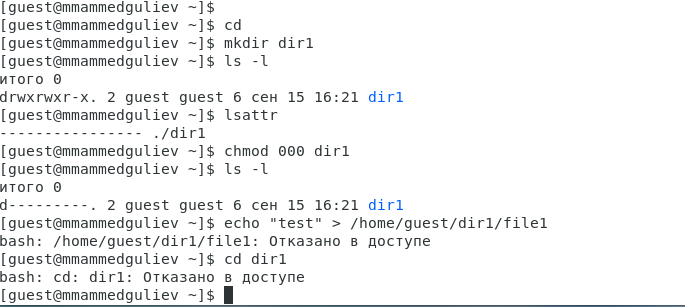 [guest@mmammedguliev ~]$
[guest@mmammedguliev ~]$ cd
[guest@mmammedguliev ~]$ mkdir dir1
[guest@mmammedguliev ~]$ ls -l
итого 0
drwxrwxr-x. 2 guest guest 6 сен 15 16:21 dir1
[guest@mmammedguliev ~]$ lsattr
---------------- ./dir1
[guest@mmammedguliev ~]$ chmod 000 dir1
[guest@mmammedguliev ~]$ ls -l
итого 0
d---------. 2 guest guest 6 сен 15 16:21 dir1
[guest@mmammedguliev ~]$ echo "test" > /home/guest/dir1/file1
bash: /home/guest/dir1/file1: Отказано в доступе
[guest@mmammedguliev ~]$ cd dir1
bash: cd: dir1: Отказано в доступе
[guest@mmammedguliev ~]$